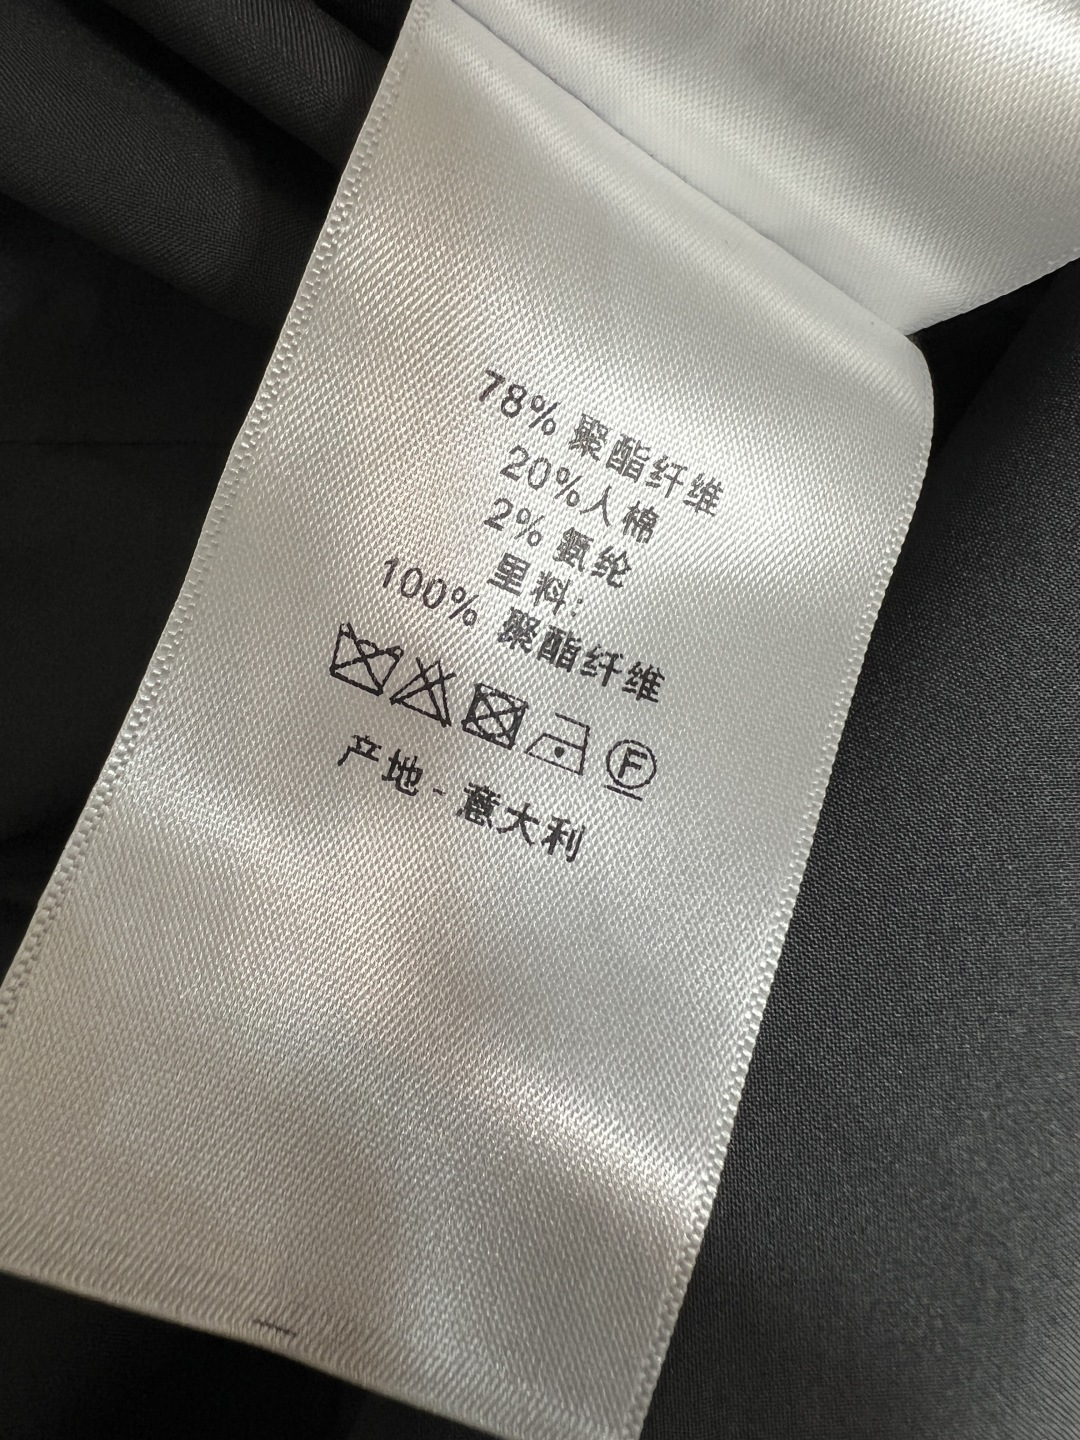 78% 聚酯纤维
20%人棉
2% 氨纶
里料:
100% 聚酯纤维
F
产地-意大利